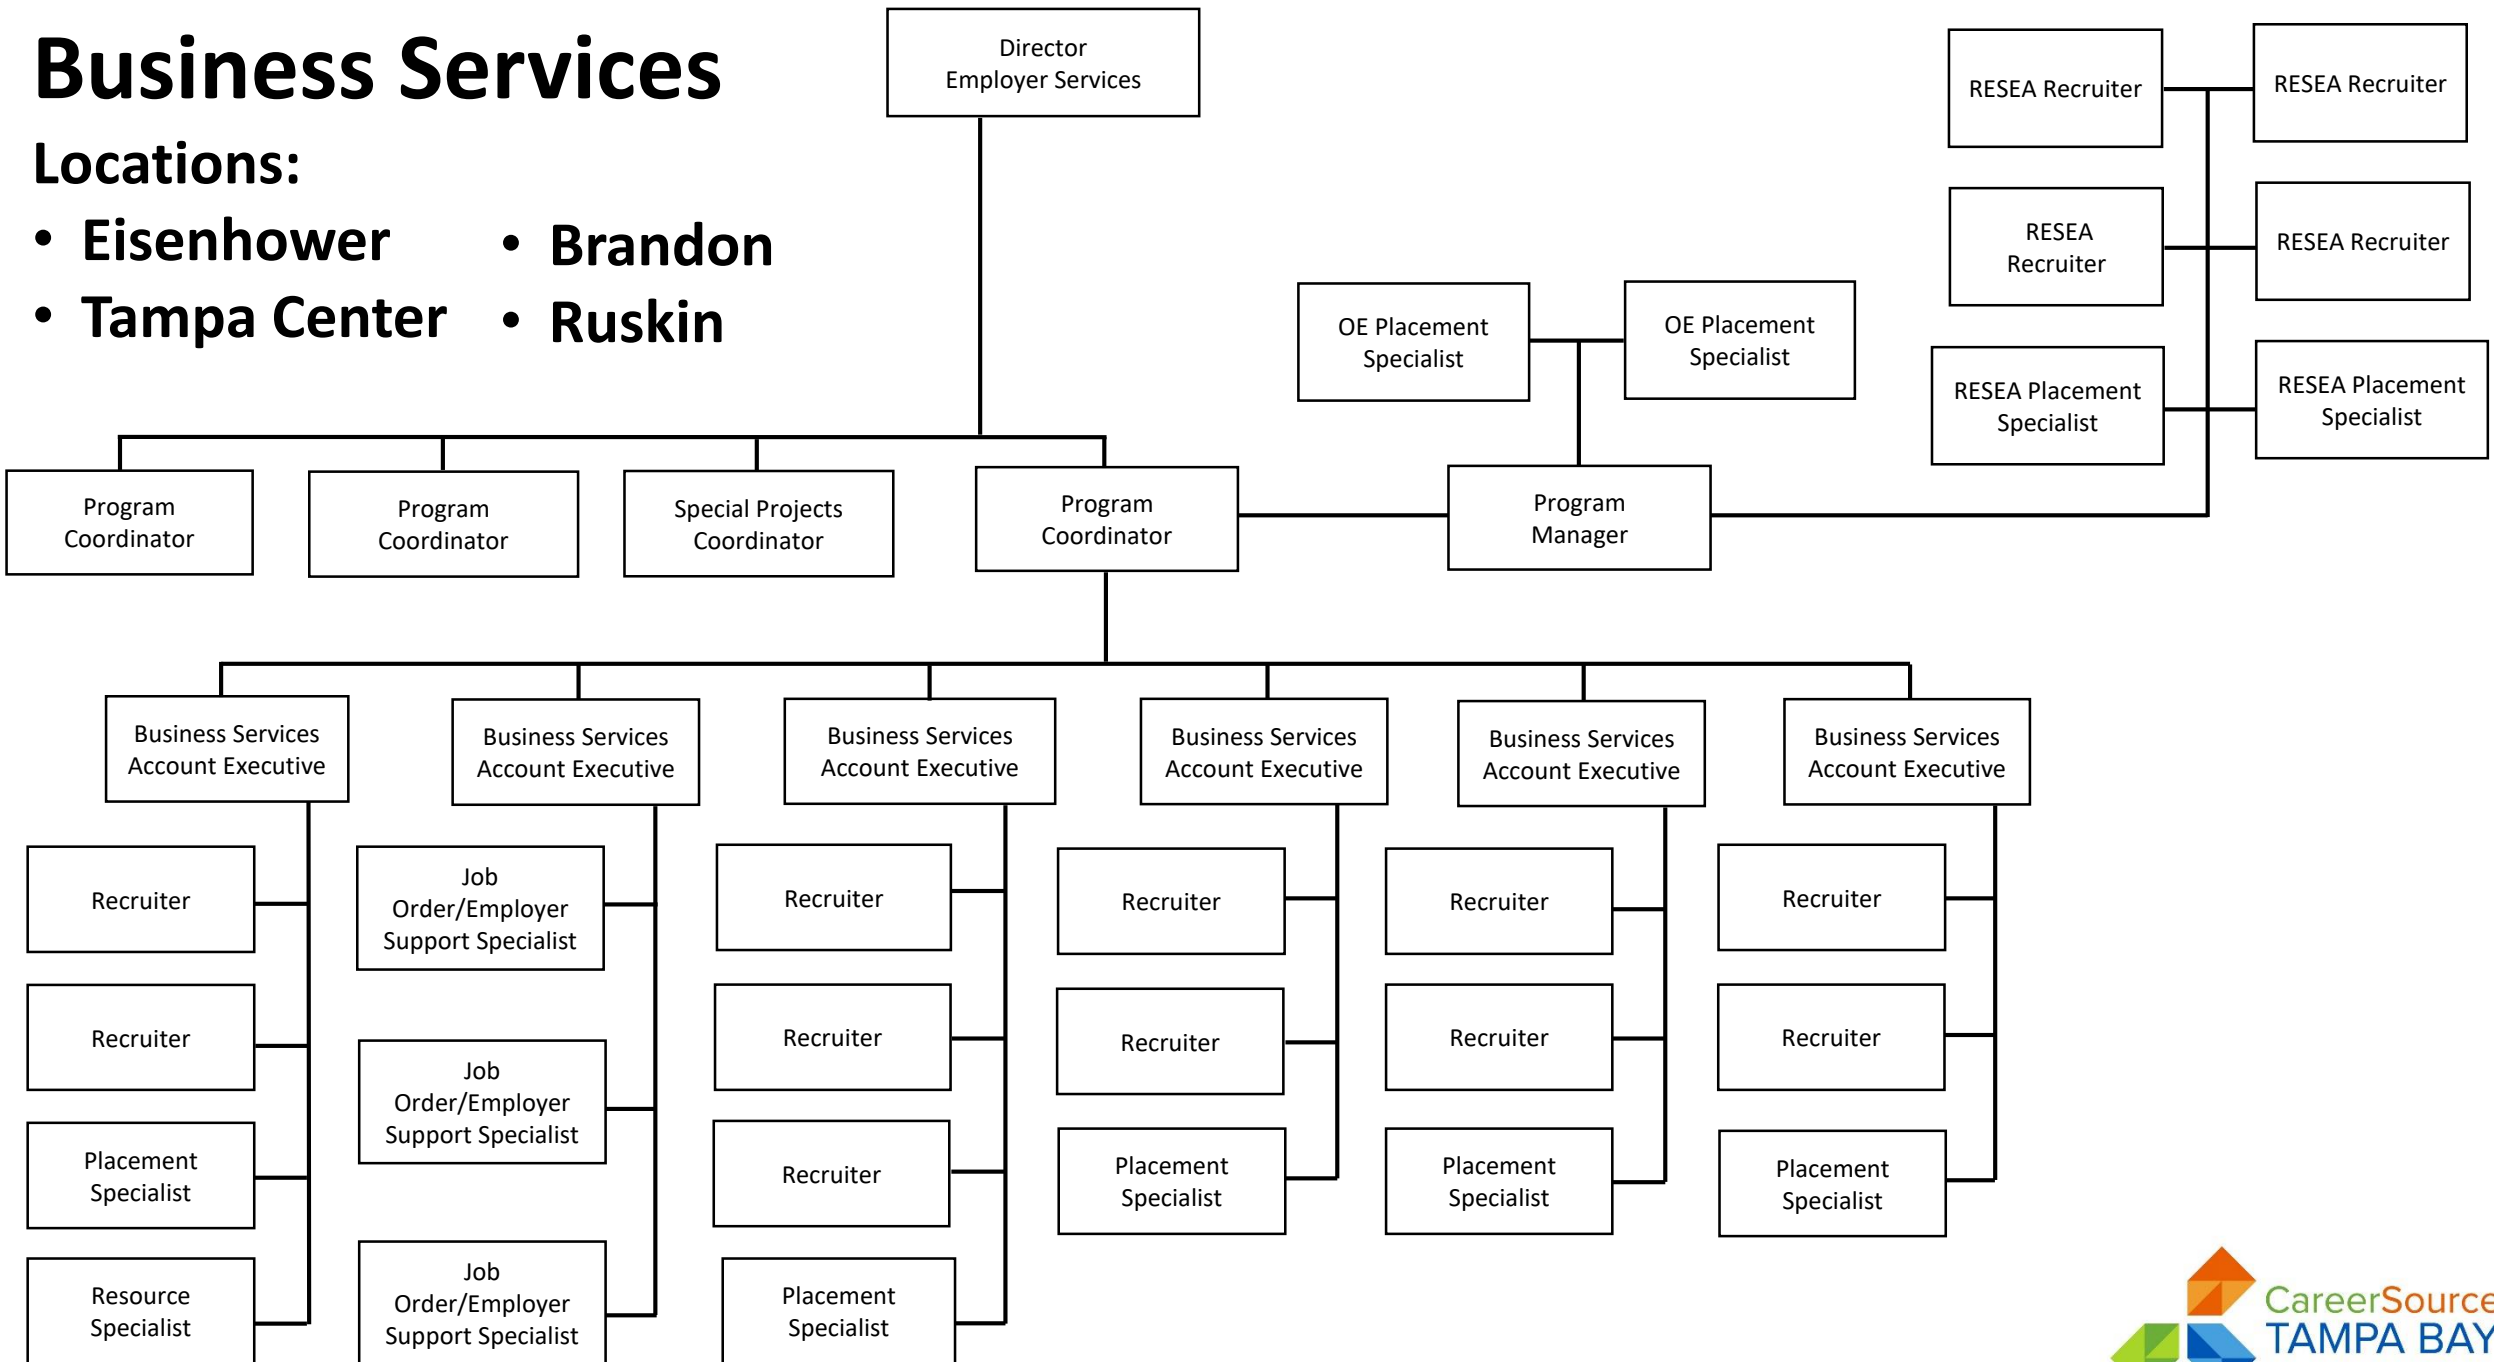 Business Services
Locations:
• Eisenhower
• Tampa Center
• Brandon
• Ruskin
Director
Employer Services
RESEA Recruiter
RESEA Recruiter
RESEA
Recruiter
RESEA Recruiter
RESEA Placement
Specialist
RESEA Placement
Specialist
OE Placement
Specialist
OE Placement
Specialist
Program
Coordinator
Program
Coordinator
Special Projects
Coordinator
Program
Coordinator
Program
Manager
Business Services
Account Executive
Business Services
Account Executive
Business Services
Account Executive
Business Services
Account Executive
Business Services
Account Executive
Business Services
Account Executive
Recruiter
Recruiter
Placement
Specialist
Resource
Specialist
Job
Order/Employer
Support Specialist
Job
Order/Employer
Support Specialist
Job
Order/Employer
Support Specialist
Recruiter
Recruiter
Recruiter
Placement
Specialist
Recruiter
Recruiter
Placement
Specialist
Recruiter
Recruiter
Placement
Specialist
Recruiter
Recruiter
Placement
Specialist
CareerSource
TAMPA BAY